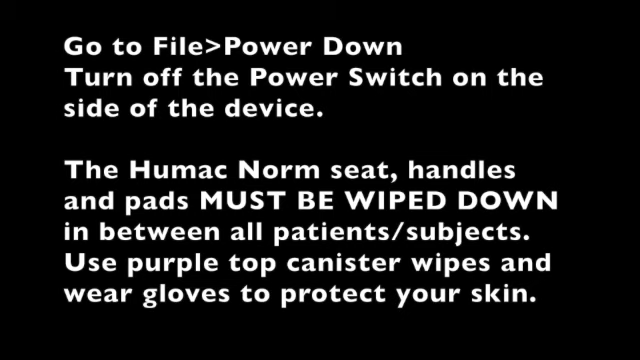 Go to File>Power Down
Turn off the Power Switch on the
side of the device.
The Humac Norm seat, handles
and pads MUST BE WIPED DOWN
in between all patients/subjects.
Use purple top canister wipes and
wear gloves to protect your skin.